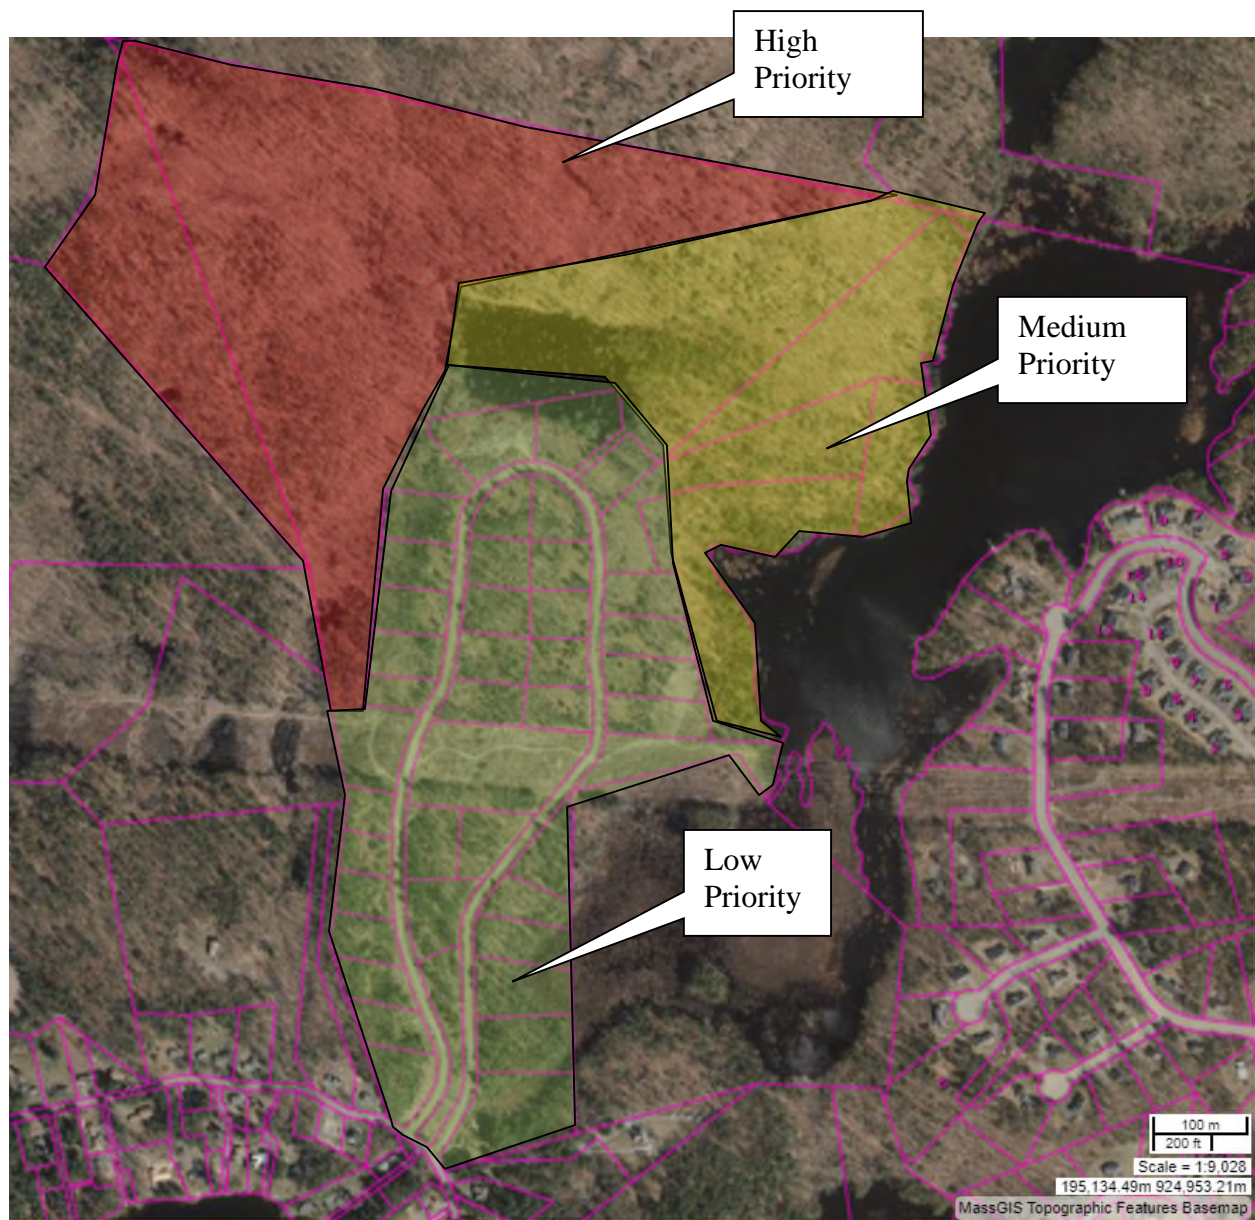 High
Priority
Medium
Priority
Low
Priority
100 m
200 ft
Scale = 1:9,028
195,134.49m 924,953.21m
MassGIS Topographic Features Basemap